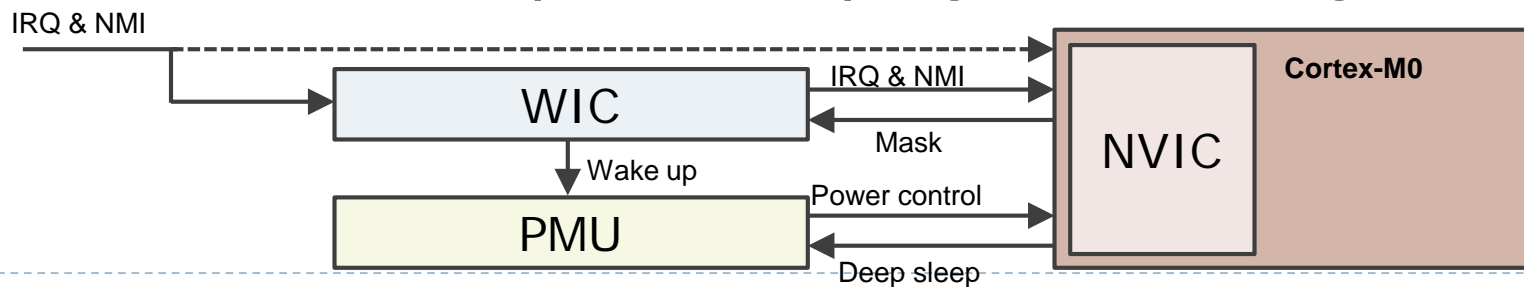 IRQ & NMI
Cortex-M0
WIC
IRQ & NMI
Mask
NVIC
Wake up
Power control
PMU
Deep sleep